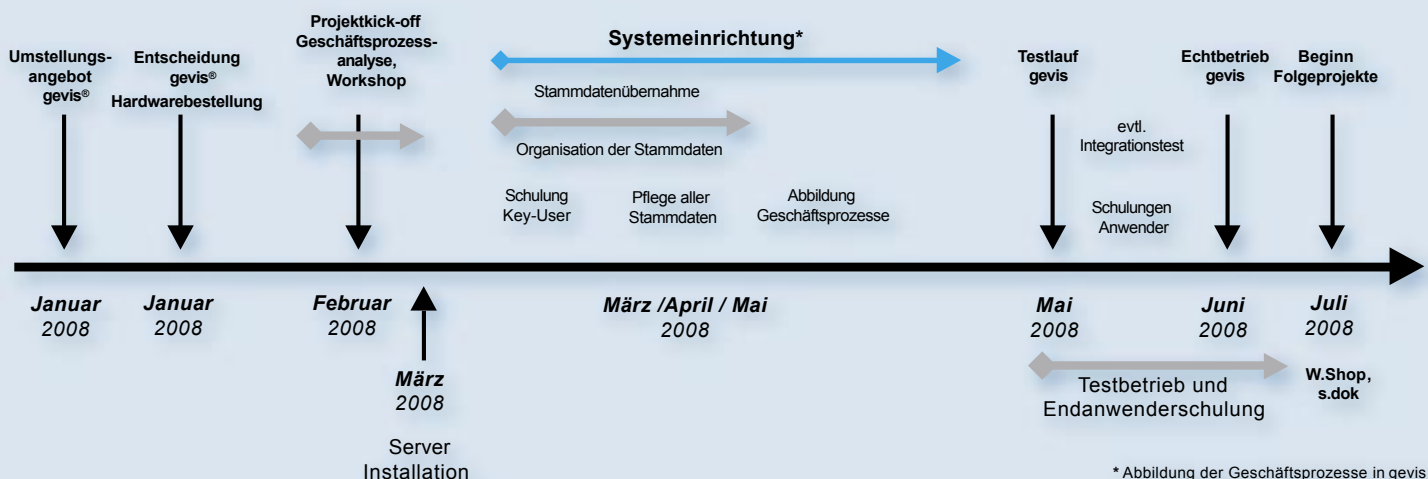 Umstellungs-
angebot
gevis®
Entscheidung
gevis®
Hardwarebestellung
Projektkick-off
Geschäftsprozess-
analyse,
Workshop
Systemeinrichtung*
Stammdatenübernahme
Organisation der Stammdaten
Schulung
Key-User
Pflege aller
Stammdaten
Abbildung
Geschäftsprozesse
Testlauf
gevis
evtl.
Integrationstest
Schulungen
Anwender
Echtbetrieb
gevis
Beginn
Folgeprojekte
Januar
2008
Januar
2008
Februar
2008
März
2008
Server
Installation
März /April / Mai
2008
Mai
2008
Juni
2008
Juli
2008
Testbetrieb und
Endanwenderschulung
W.Shop,
s.dok
* Abbildung der Geschäftsprozesse in gevis